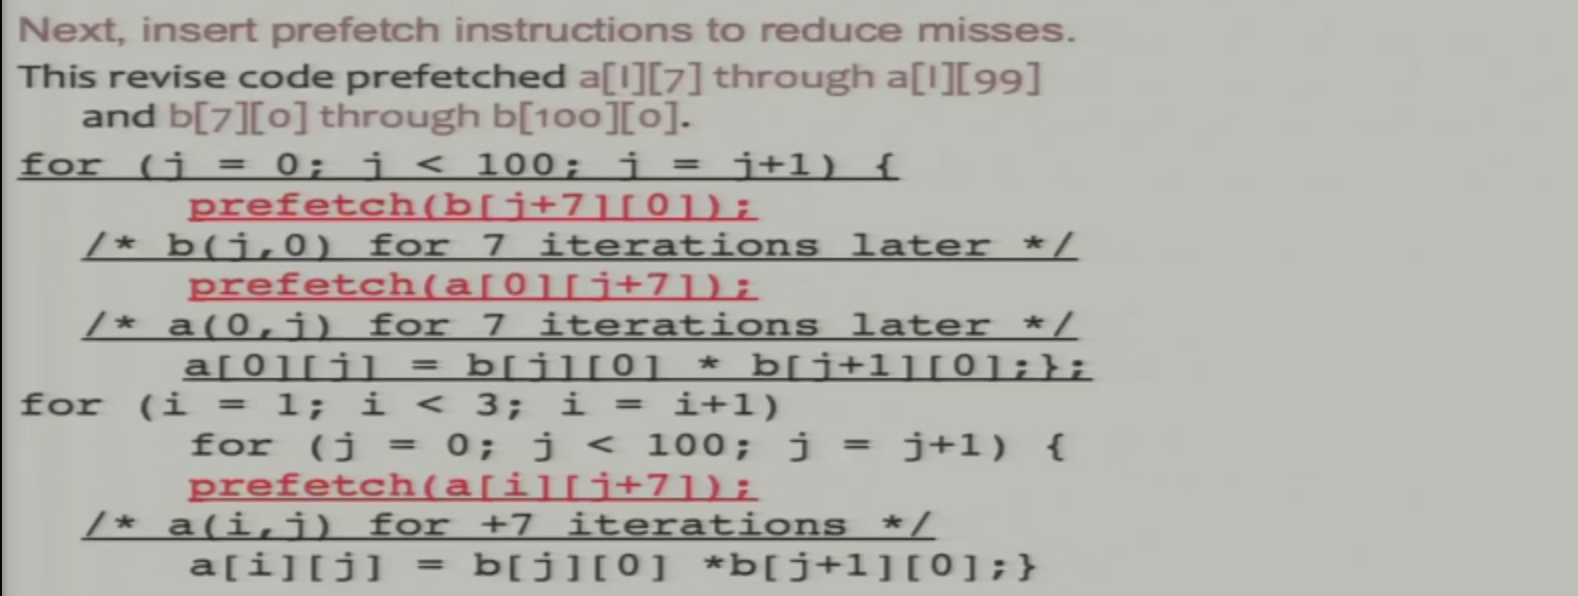 Next, insert prefetch instructions to reduce misses.
This revise code prefetched a[I][7] through a[I][99]
and b[7][0] through b[100][0].
for (j = 0; j < 100; j = j+1) {
prefetch(b[j+7][0]);
/* b(j,0) for 7 iterations later */
prefetch(a[0][j+7]);
/* a(0,j) for 7 iterations later */
a[0][j] = b[j][0] * b[j+1][0];};
for (i = 1; i < 3; i = i+1)
for (j = 0; j < 100; j = j+1) {
prefetch(a[i][j+7]);
/* a(i,j) for +7 iterations */
a[i][j] = b[j][0] *b[j+1][0];}